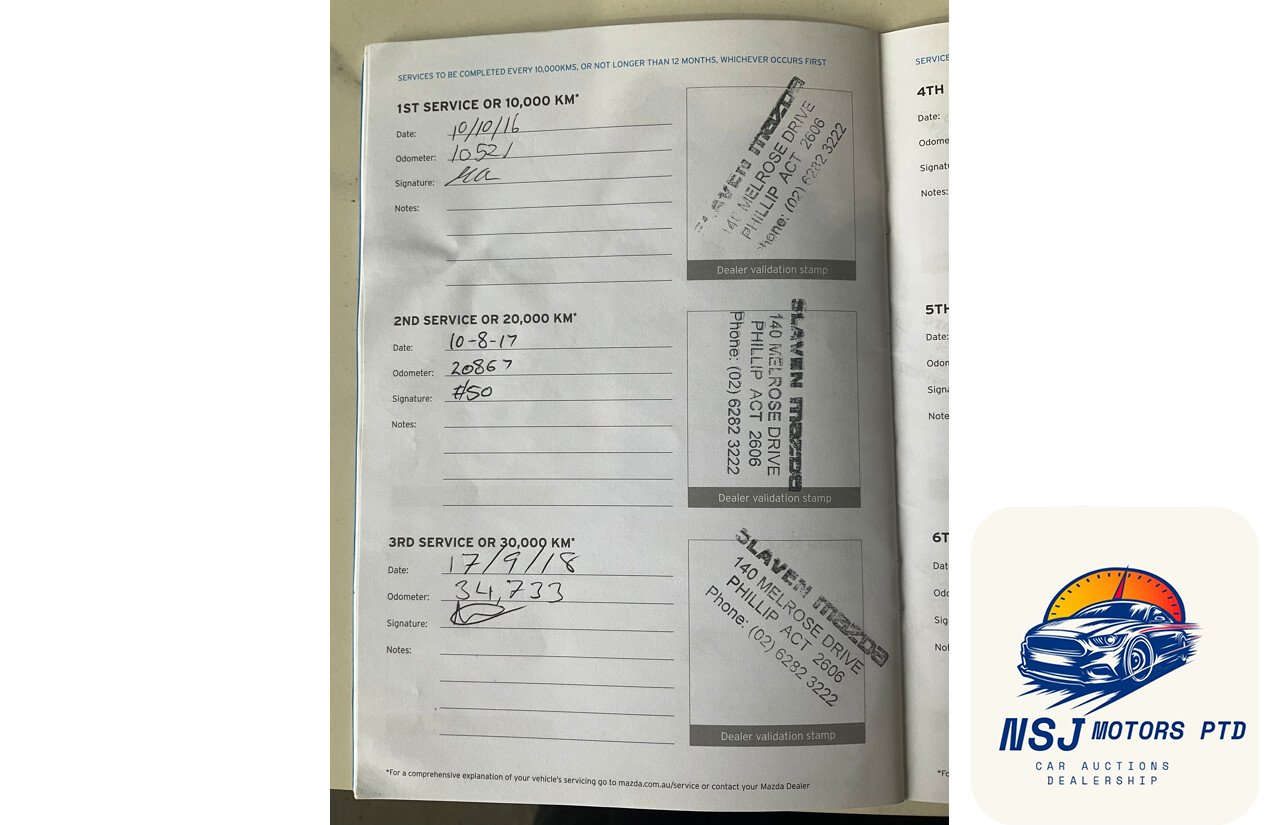 SERVICES TO BE COMPLETED EVERY 10,000KMS, OR NOT LONGER THAN 12 MONTHS, WHICHEVER OCCURS FIRST
1ST SERVICE OR 10,000 KM*
Date: 10/10/16
Odometer: 10521
Signature:
Notes:
SLAVEN mazda
140 MELROSE DRIVE
PHILLIP ACT 2606
Phone: (02) 6282 3222
Dealer validation stamp
2ND SERVICE OR 20,000 KM*
Date: 10-8-17
Odometer: 20867
Signature: #50
Notes:
SLAVEN mazda
140 MELROSE DRIVE
PHILLIP ACT 2606
Phone: (02) 6282 3222
Dealer validation stamp
3RD SERVICE OR 30,000 KM*
Date: 17/9/18
Odometer: 34,733
Signature:
Notes:
SLAVEN mazda
140 MELROSE DRIVE
PHILLIP ACT 2606
Phone: (02) 6282 3222
Dealer validation stamp
*For a comprehensive explanation of your vehicle's servicing go to mazda.com.au/service or contact your Mazda Dealer
SERVICE
4TH
Date:
Notes:
5TH
Date:
Note
NSJ MOTORS PTD
CAR AUCTIONS
DEALERSHIP